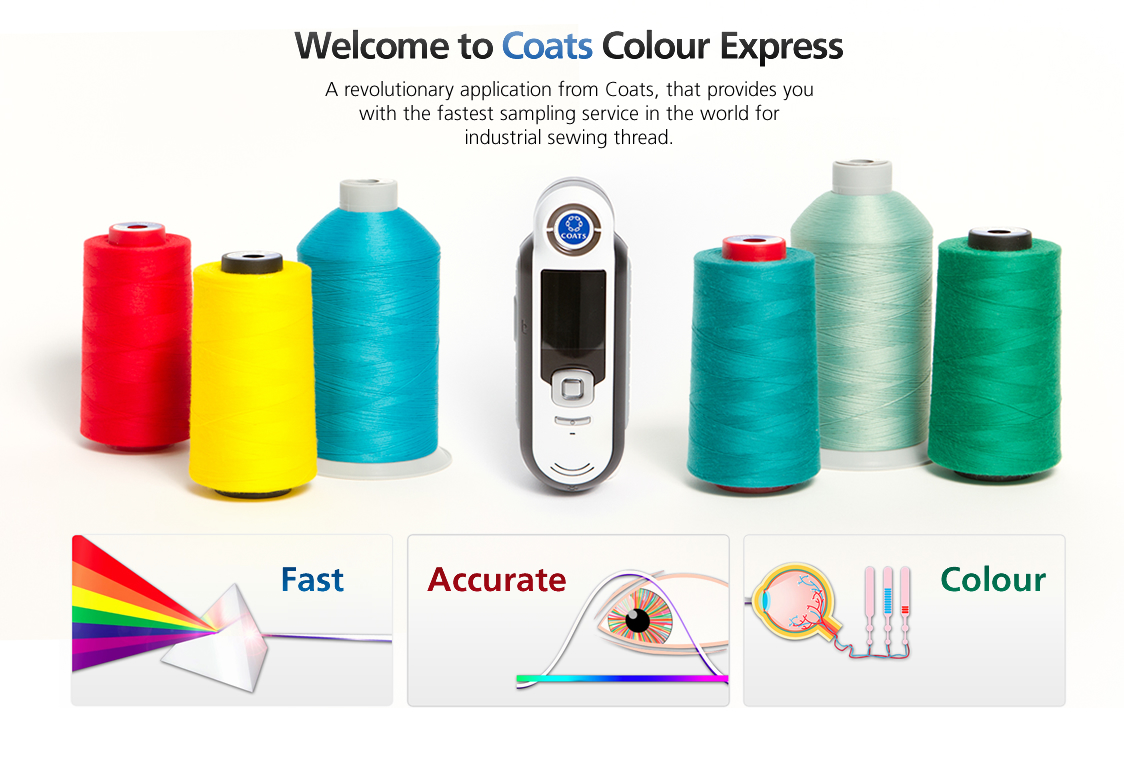 Welcome to Coats Colour Express
A revolutionary application from Coats, that provides you
with the fastest sampling service in the world for
industrial sewing thread.
COATS
Fast
Accurate
Colour